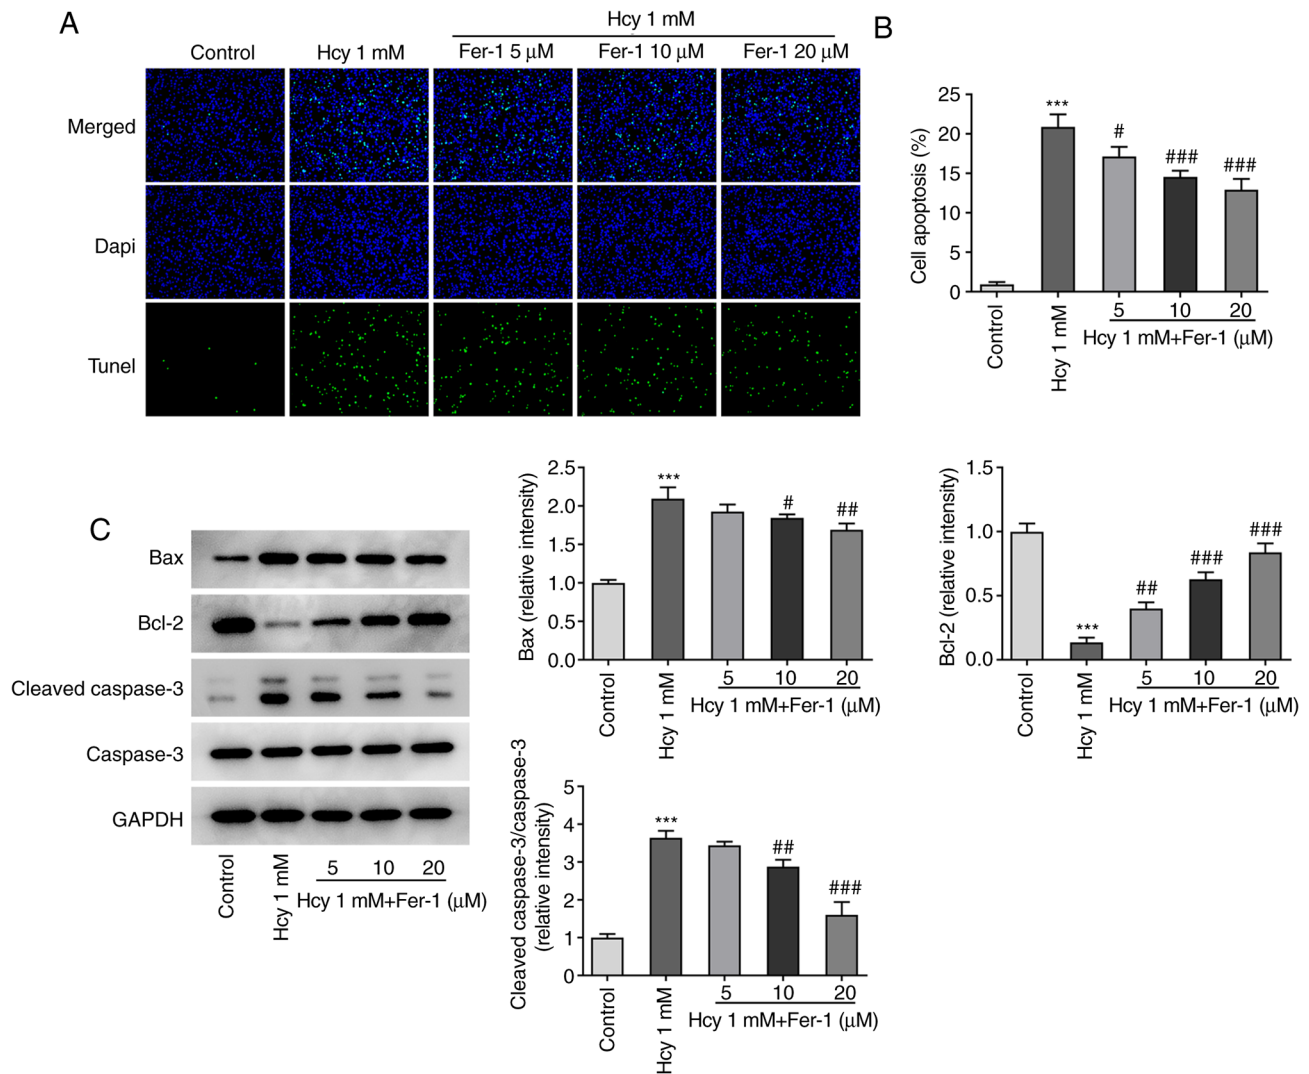 A
Hcy 1 mM
Control
Hcy 1 mM
Fer-1 5 μM
Fer-1 10 μM
Fer-1 20 μM
Merged
Dapi
Tunel
B
Cell apoptosis (%)
25
20
15
10
5
0
***
#
###
###
Control
Hcy 1 mM
5
10
20
Hcy 1 mM+Fer-1 (μM)
C
Bax
Bcl-2
Cleaved caspase-3
Caspase-3
GAPDH
Control
Hcy 1 mM
5
10
20
Hcy 1 mM+Fer-1 (μM)
Bax (relative intensity)
2.5
2.0
1.5
1.0
0.5
0.0
***
#
##
Control
Hcy 1 mM
5
10
20
Hcy 1 mM+Fer-1 (μM)
Bcl-2 (relative intensity)
1.5
1.0
0.5
0.0
***
##
###
###
Control
Hcy 1 mM
5
10
20
Hcy 1 mM+Fer-1 (μM)
Cleaved caspase-3/caspase-3
(relative intensity)
5
4
3
2
1
0
***
##
###
Control
Hcy 1 mM
5
10
20
Hcy 1 mM+Fer-1 (μM)